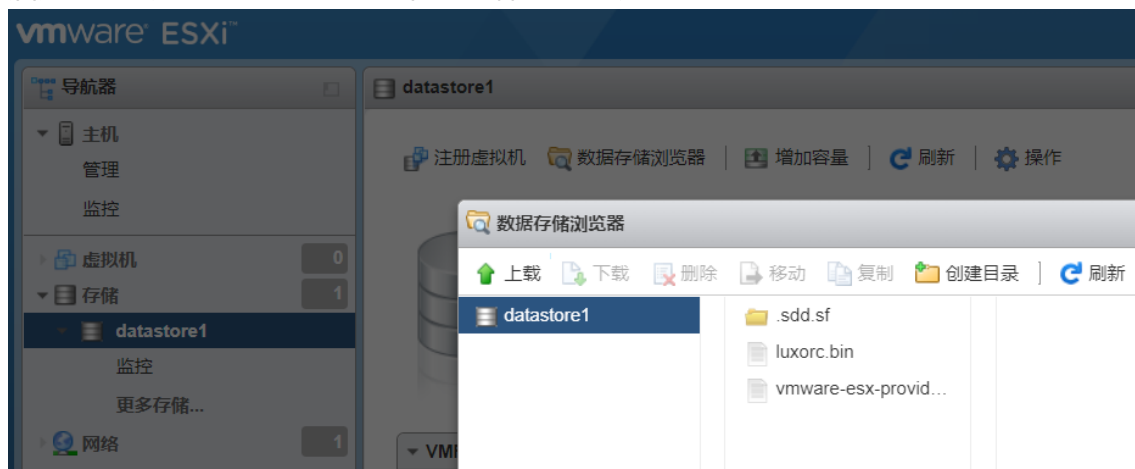 vmware® ESXi™
导航器
datastore1
主机
管理
监控
注册虚拟机 数据存储浏览器 增加容量 刷新 操作
数据存储浏览器
虚拟机 0
上载 下载 删除 移动 复制 创建目录 刷新
存储 1
datastore1
datastore1
.sdd.sf
luxorc.bin
vmware-esx-provid...
监控
更多存储...
网络 1